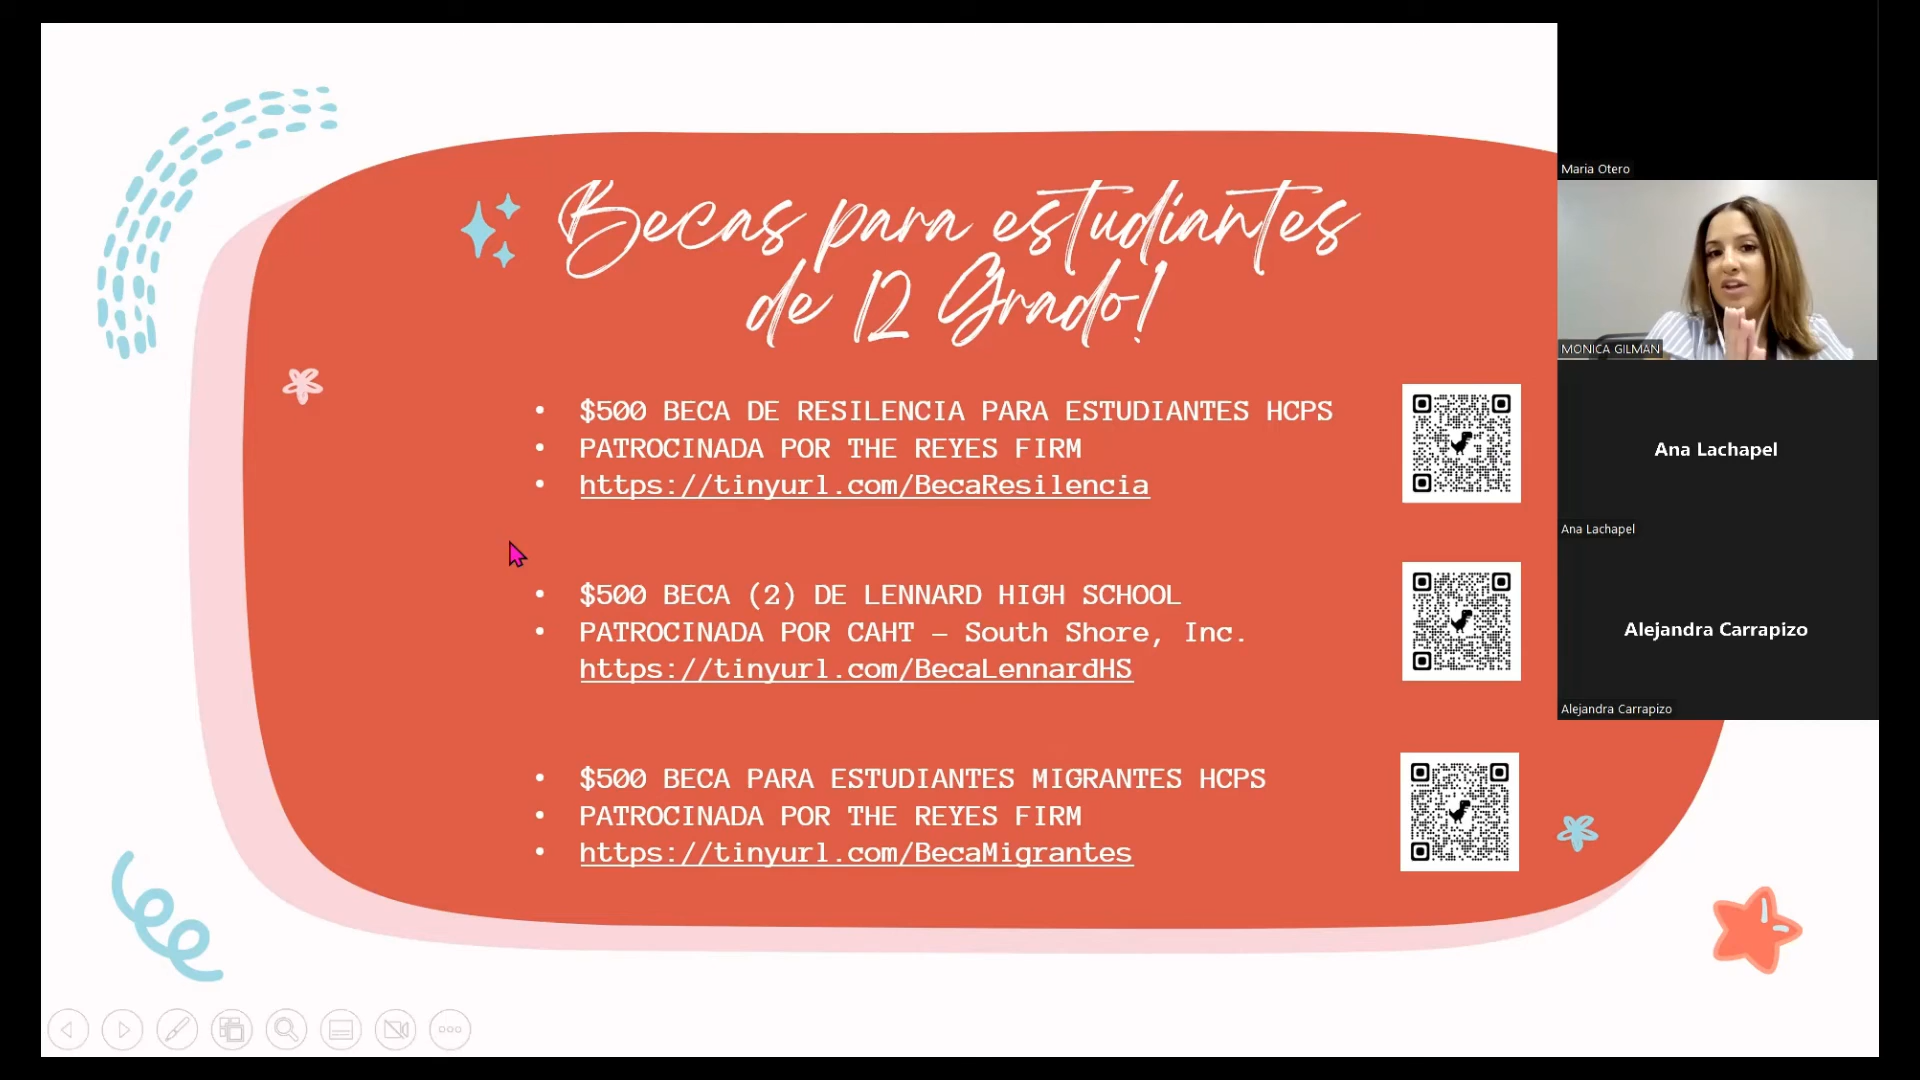 Becas para estudiantes
de 12 Grado!
• $500 BECA DE RESILENCIA PARA ESTUDIANTES HCPS
• PATROCINADA POR THE REYES FIRM
• https://tinyurl.com/BecaResilencia
• $500 BECA (2) DE LENNARD HIGH SCHOOL
• PATROCINADA POR CAHT – South Shore, Inc.
https://tinyurl.com/BecaLennardHS
• $500 BECA PARA ESTUDIANTES MIGRANTES HCPS
• PATROCINADA POR THE REYES FIRM
• https://tinyurl.com/BecaMigrantes
Maria Otero
MONICA GILMAN
Ana Lachapel
Ana Lachapel
Alejandra Carrapizo
Alejandra Carrapizo